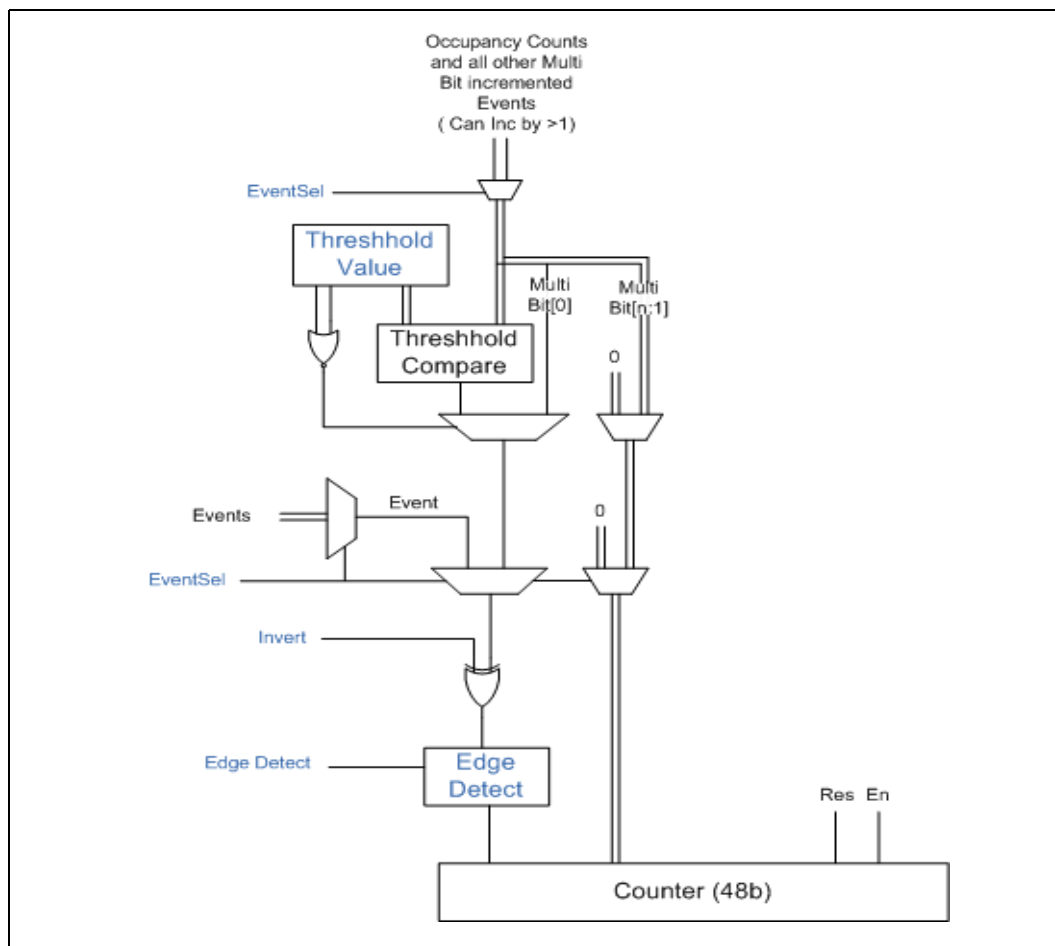 Occupancy Counts
and all other Multi
Bit incremented
Events
( Can Inc by >1)
EventSel
Threshhold
Value
Multi
Bit[0]
Multi
Bit[n:1]
Threshhold
Compare
0
Events
Event
0
EventSel
Invert
Edge Detect
Edge
Detect
Res En
Counter (48b)